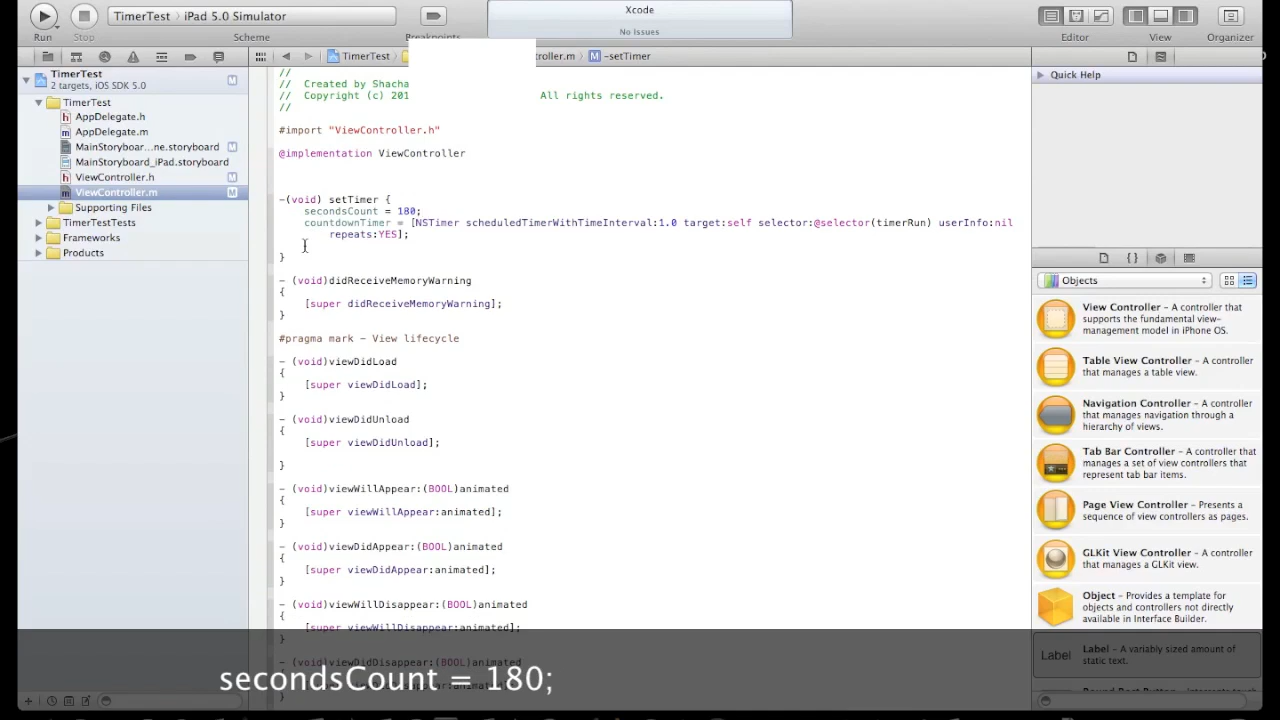 Xcode
No Issues
TimerTest > iPad 5.0 Simulator
Run Stop Scheme Breakpoints Editor View Organizer
TimerTest ntroller.m -setTimer
TimerTest
2 targets, iOS SDK 5.0
M
TimerTest
AppDelegate.h
AppDelegate.m
MainStoryboar...ne.storyboard M
MainStoryboard_iPad.storyboard
ViewController.h M
ViewController.m M
Supporting Files
TimerTestTests
Frameworks
Products
//
// Created by Shacha
// Copyright (c) 201 All rights reserved.
//
#import "ViewController.h"
@implementation ViewController
-(void) setTimer {
secondsCount = 180;
countdownTimer = [NSTimer scheduledTimerWithTimeInterval:1.0 target:self selector:@selector(timerRun) userInfo:nil
repeats:YES];
}
- (void)didReceiveMemoryWarning
{
[super didReceiveMemoryWarning];
}
#pragma mark - View lifecycle
- (void)viewDidLoad
{
[super viewDidLoad];
}
- (void)viewDidUnload
{
[super viewDidUnload];
}
- (void)viewWillAppear:(BOOL)animated
{
[super viewWillAppear:animated];
}
- (void)viewDidAppear:(BOOL)animated
{
[super viewDidAppear:animated];
}
- (void)viewWillDisappear:(BOOL)animated
{
[super viewWillDisappear:animated];
}
- (void)viewDidDisappear:(BOOL)animated
{
secondsCount = 180;
}
Quick Help
Objects
View Controller - A controller that
supports the fundamental view-
management model in iPhone OS.
Table View Controller - A controller
that manages a table view.
Navigation Controller - A controller
that manages navigation through a
hierarchy of views.
Tab Bar Controller - A controller that
manages a set of view controllers that
represent tab bar items.
Page View Controller - Presents a
sequence of view controllers as pages.
GLKit View Controller - A controller
that manages a GLKit view.
Object - Provides a template for
objects and controllers not directly
available in Interface Builder.
Label
Label - A variably sized amount of
static text.